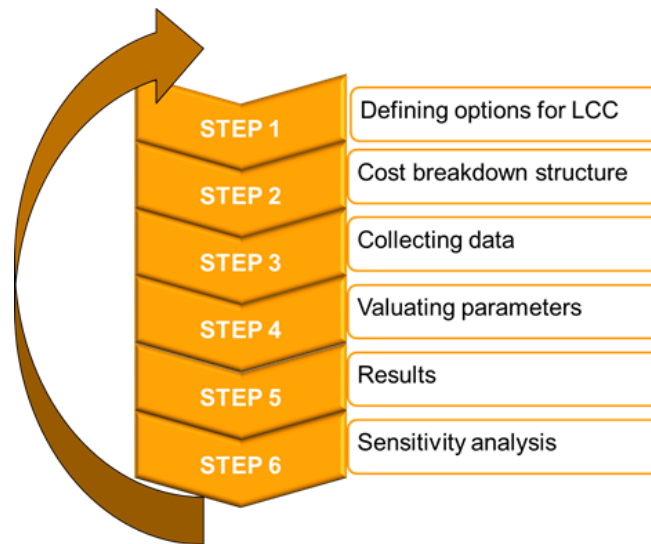 STEP 1
Defining options for LCC
STEP 2
Cost breakdown structure
STEP 3
Collecting data
STEP 4
Valuating parameters
STEP 5
Results
STEP 6
Sensitivity analysis